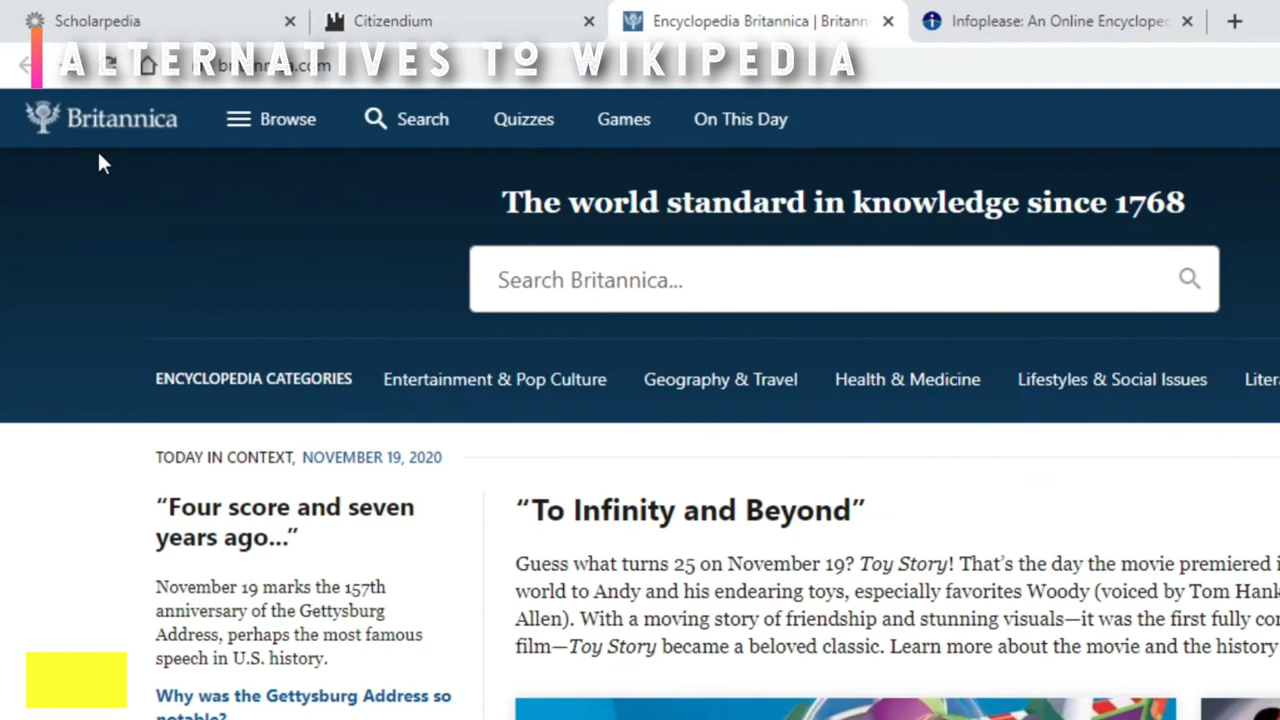 Scholarpedia
Citizendium
Encyclopedia Britannica | Britann
Infoplease: An Online Encycloped
ALTERNATIVES TO WIKIPEDIA
britannica.com
Britannica
Browse
Search
Quizzes
Games
On This Day
The world standard in knowledge since 1768
Search Britannica...
ENCYCLOPEDIA CATEGORIES
Entertainment & Pop Culture
Geography & Travel
Health & Medicine
Lifestyles & Social Issues
Liter
TODAY IN CONTEXT, NOVEMBER 19, 2020
“Four score and seven
years ago...”
November 19 marks the 157th
anniversary of the Gettysburg
Address, perhaps the most famous
speech in U.S. history.
Why was the Gettysburg Address so
notable?
“To Infinity and Beyond”
Guess what turns 25 on November 19? Toy Story! That’s the day the movie premiered i
world to Andy and his endearing toys, especially favorites Woody (voiced by Tom Hank
Allen). With a moving story of friendship and stunning visuals—it was the first fully co
film—Toy Story became a beloved classic. Learn more about the movie and the history